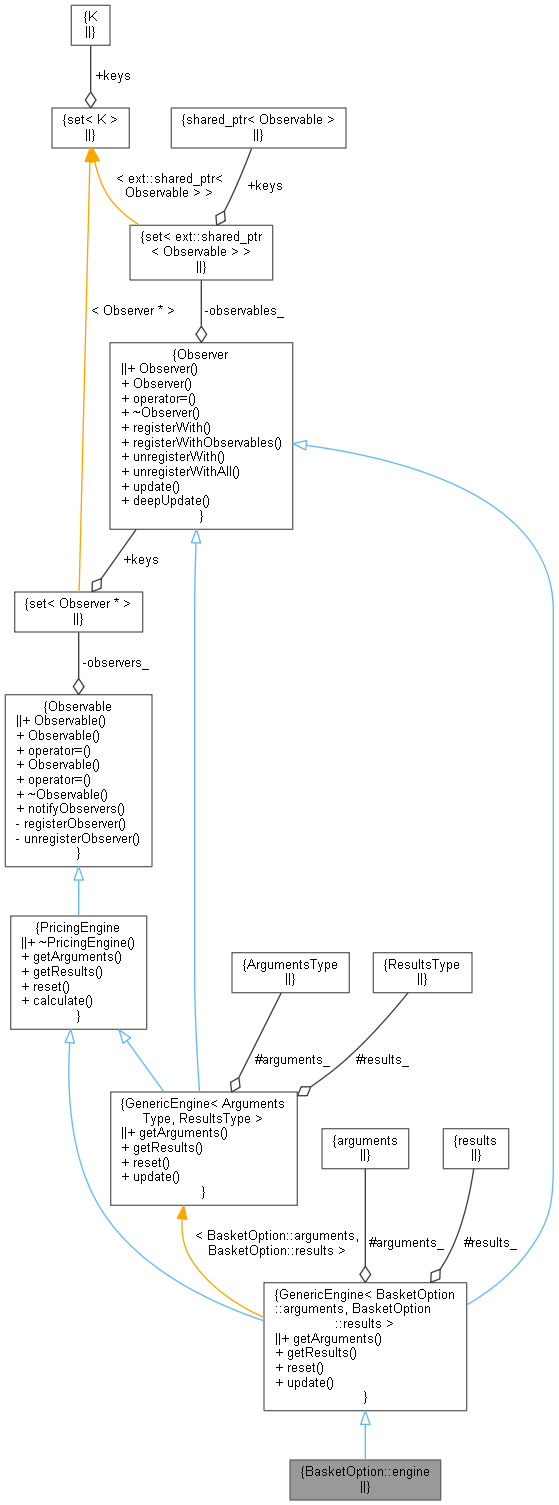 {K
||}
+keys
{set< K >
||}
{shared_ptr< Observable >
||}
< ext::shared_ptr<
Observable > >
+keys
{set< ext::shared_ptr
< Observable > >
||}
< Observer * >
-observables_
{Observer
||+ Observer()
+ Observer()
+ operator=()
+ ~Observer()
+ registerWith()
+ registerWithObservables()
+ unregisterWith()
+ unregisterWithAll()
+ update()
+ deepUpdate()
}
+keys
{set< Observer * >
||}
-observers_
{Observable
||+ Observable()
+ Observable()
+ operator=()
+ Observable()
+ operator=()
+ ~Observable()
+ notifyObservers()
- registerObserver()
- unregisterObserver()
}
{PricingEngine
||+ ~PricingEngine()
+ getArguments()
+ getResults()
+ reset()
+ calculate()
}
{ArgumentsType
||}
{ResultsType
||}
#arguments_
#results_
{GenericEngine< Arguments
Type, ResultsType >
||+ getArguments()
+ getResults()
+ reset()
+ update()
}
{arguments
||}
{results
||}
< BasketOption::arguments,
BasketOption::results >
#arguments_
#results_
{GenericEngine< BasketOption
::arguments, BasketOption
::results >
||+ getArguments()
+ getResults()
+ reset()
+ update()
}
{BasketOption::engine
||}